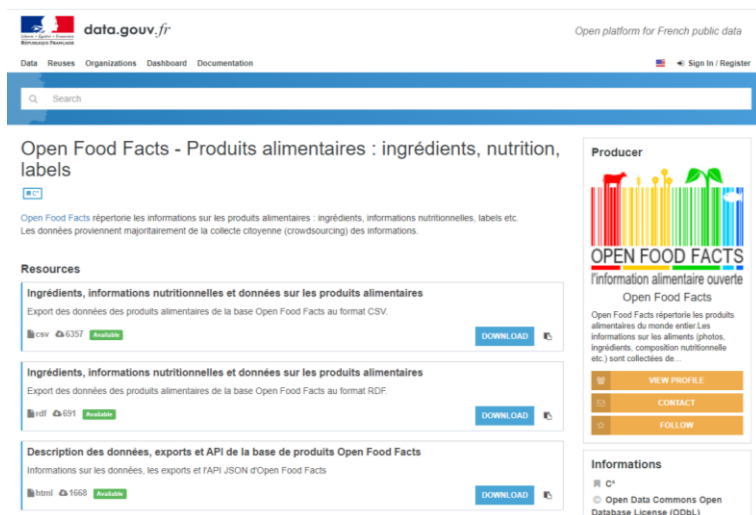 data.gouv.fr
Open platform for French public data
RÉPUBLIQUE FRANÇAISE
Data Reuses Organizations Dashboard Documentation
Sign In / Register
Search
Open Food Facts - Produits alimentaires : ingrédients, nutrition,
labels
C³
Open Food Facts répertorie les informations sur les produits alimentaires : ingrédients, informations nutritionnelles, labels etc.
Les données proviennent majoritairement de la collecte citoyenne (crowdsourcing) des informations.
Resources
Ingrédients, informations nutritionnelles et données sur les produits alimentaires
Export des données des produits alimentaires de la base Open Food Facts au format CSV.
csv 6357 Available
DOWNLOAD
Ingrédients, informations nutritionnelles et données sur les produits alimentaires
Export des données des produits alimentaires de la base Open Food Facts au format RDF.
rdf 691 Available
DOWNLOAD
Description des données, exports et API de la base de produits Open Food Facts
Informations sur les données, les exports et l'API JSON d'Open Food Facts
html 1668 Available
DOWNLOAD
Producer
OPEN FOOD FACTS
l'information alimentaire ouverte
Open Food Facts
Open Food Facts répertorie les produits
alimentaires du monde entier.Les
informations sur les aliments (photos,
ingrédients, composition nutritionnelle
etc.) sont collectées de...
VIEW PROFILE
CONTACT
FOLLOW
Informations
C³
Open Data Commons Open
Database License (ODbL)